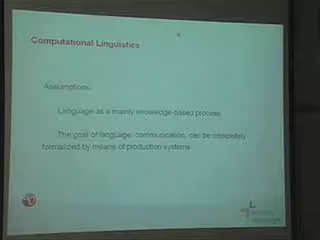 Computational Linguistics
Assumptions:
Language as a mainly knowledge-based process
The goal of language, communication, can be completely
formalized by means of production systems